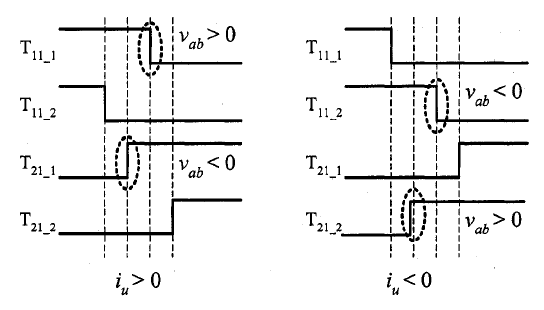 T11_1
v_ab > 0
T11_2
T21_1
v_ab < 0
T21_2
i_u > 0
T11_1
T11_2
v_ab < 0
T21_1
T21_2
v_ab > 0
i_u < 0